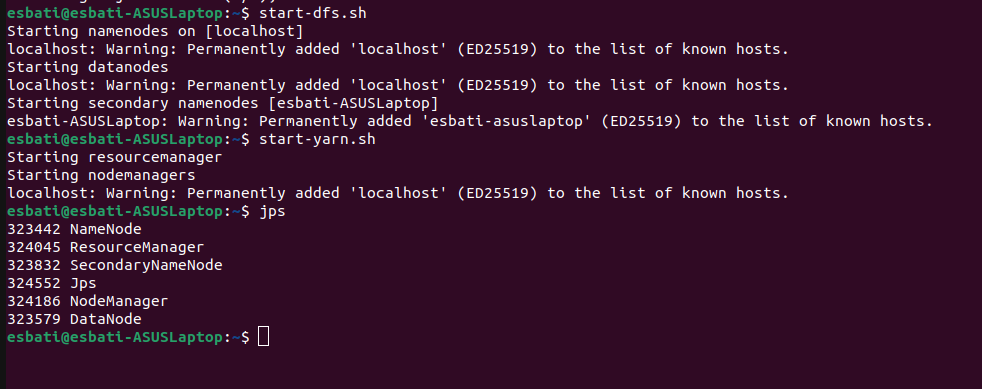 esbati@esbati-ASUSLaptop:~$ start-dfs.sh
Starting namenodes on [localhost]
localhost: Warning: Permanently added 'localhost' (ED25519) to the list of known hosts.
Starting datanodes
localhost: Warning: Permanently added 'localhost' (ED25519) to the list of known hosts.
Starting secondary namenodes [esbati-ASUSLaptop]
esbati-ASUSLaptop: Warning: Permanently added 'esbati-asuslaptop' (ED25519) to the list of known hosts.
esbati@esbati-ASUSLaptop:~$ start-yarn.sh
Starting resourcemanager
Starting nodemanagers
localhost: Warning: Permanently added 'localhost' (ED25519) to the list of known hosts.
esbati@esbati-ASUSLaptop:~$ jps
323442 NameNode
324045 ResourceManager
323832 SecondaryNameNode
324552 Jps
324186 NodeManager
323579 DataNode
esbati@esbati-ASUSLaptop:~$